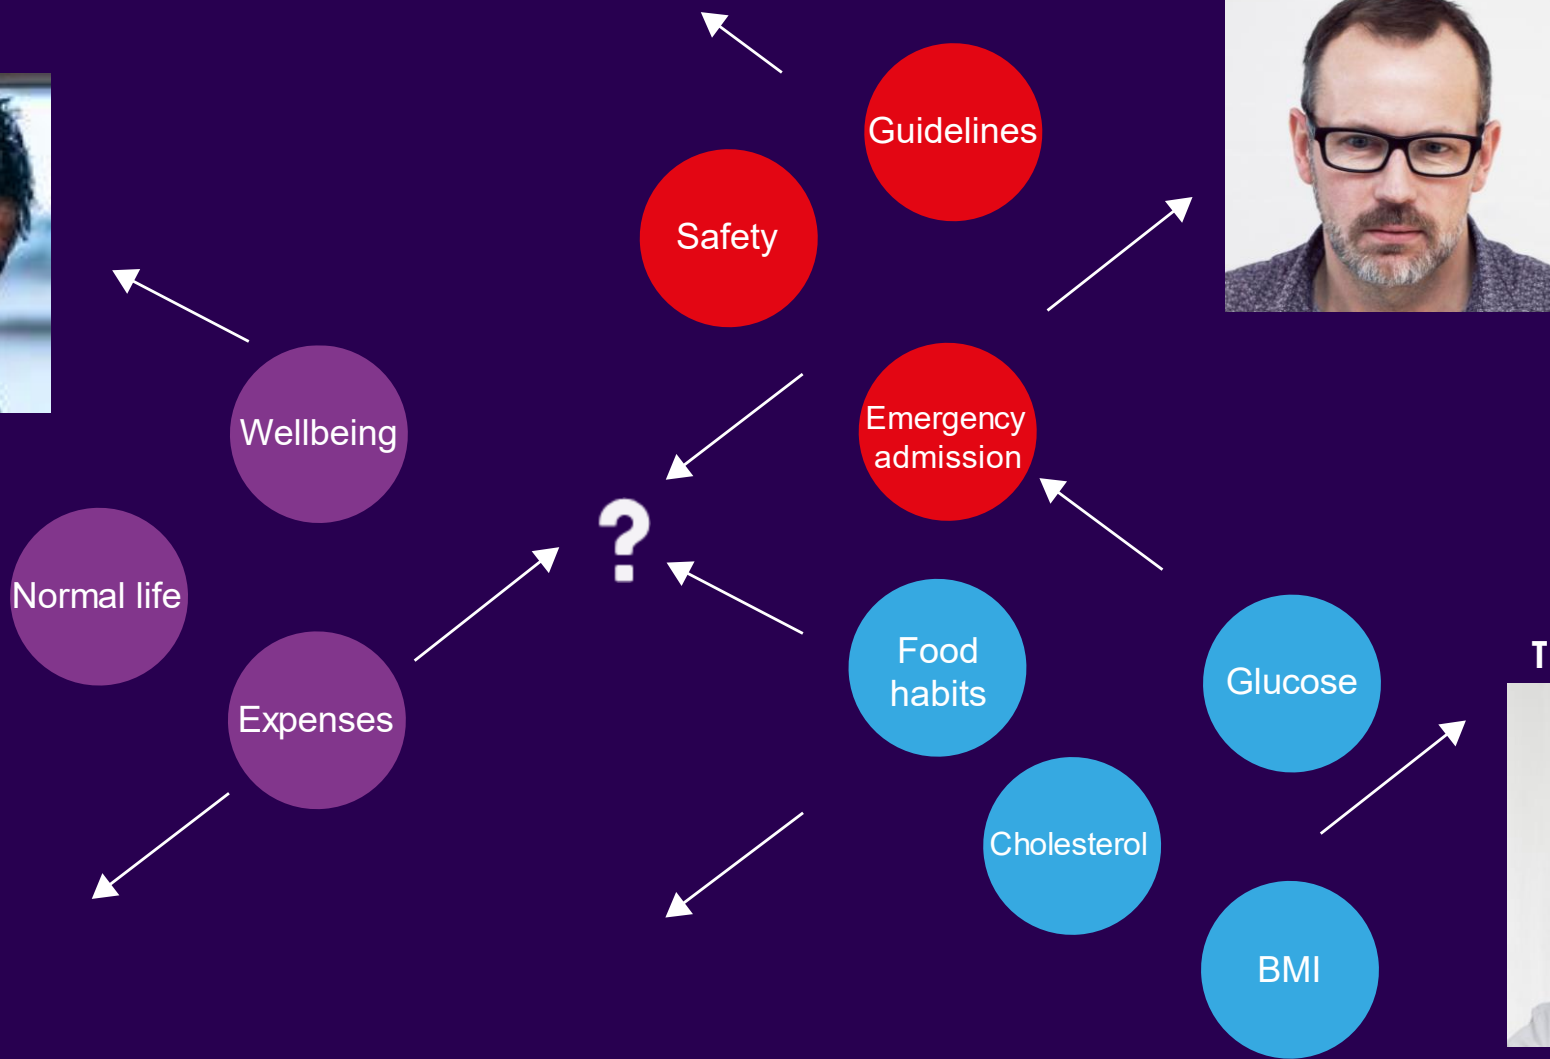 Guidelines
Safety
Emergency
admission
Wellbeing
?
Normal life
Expenses
Food
habits
Glucose
T
Cholesterol
BMI